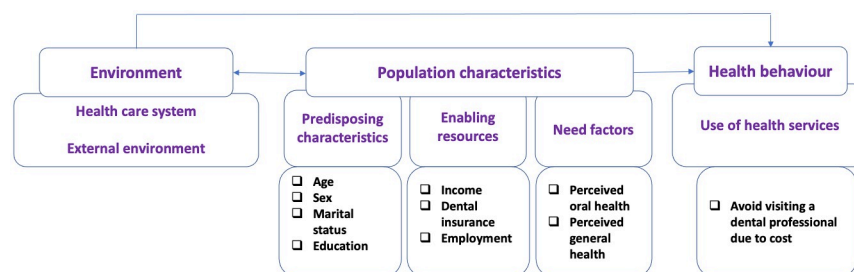 Environment
Population characteristics
Health behaviour
Health care system
External environment
Predisposing
characteristics
Enabling
resources
Need factors
Use of health services
❑ Age
❑ Sex
❑ Marital
status
❑ Education
❑ Income
❑ Dental
insurance
❑ Employment
❑ Perceived
oral health
❑ Perceived
general
health
❑ Avoid visiting a
dental professional
due to cost